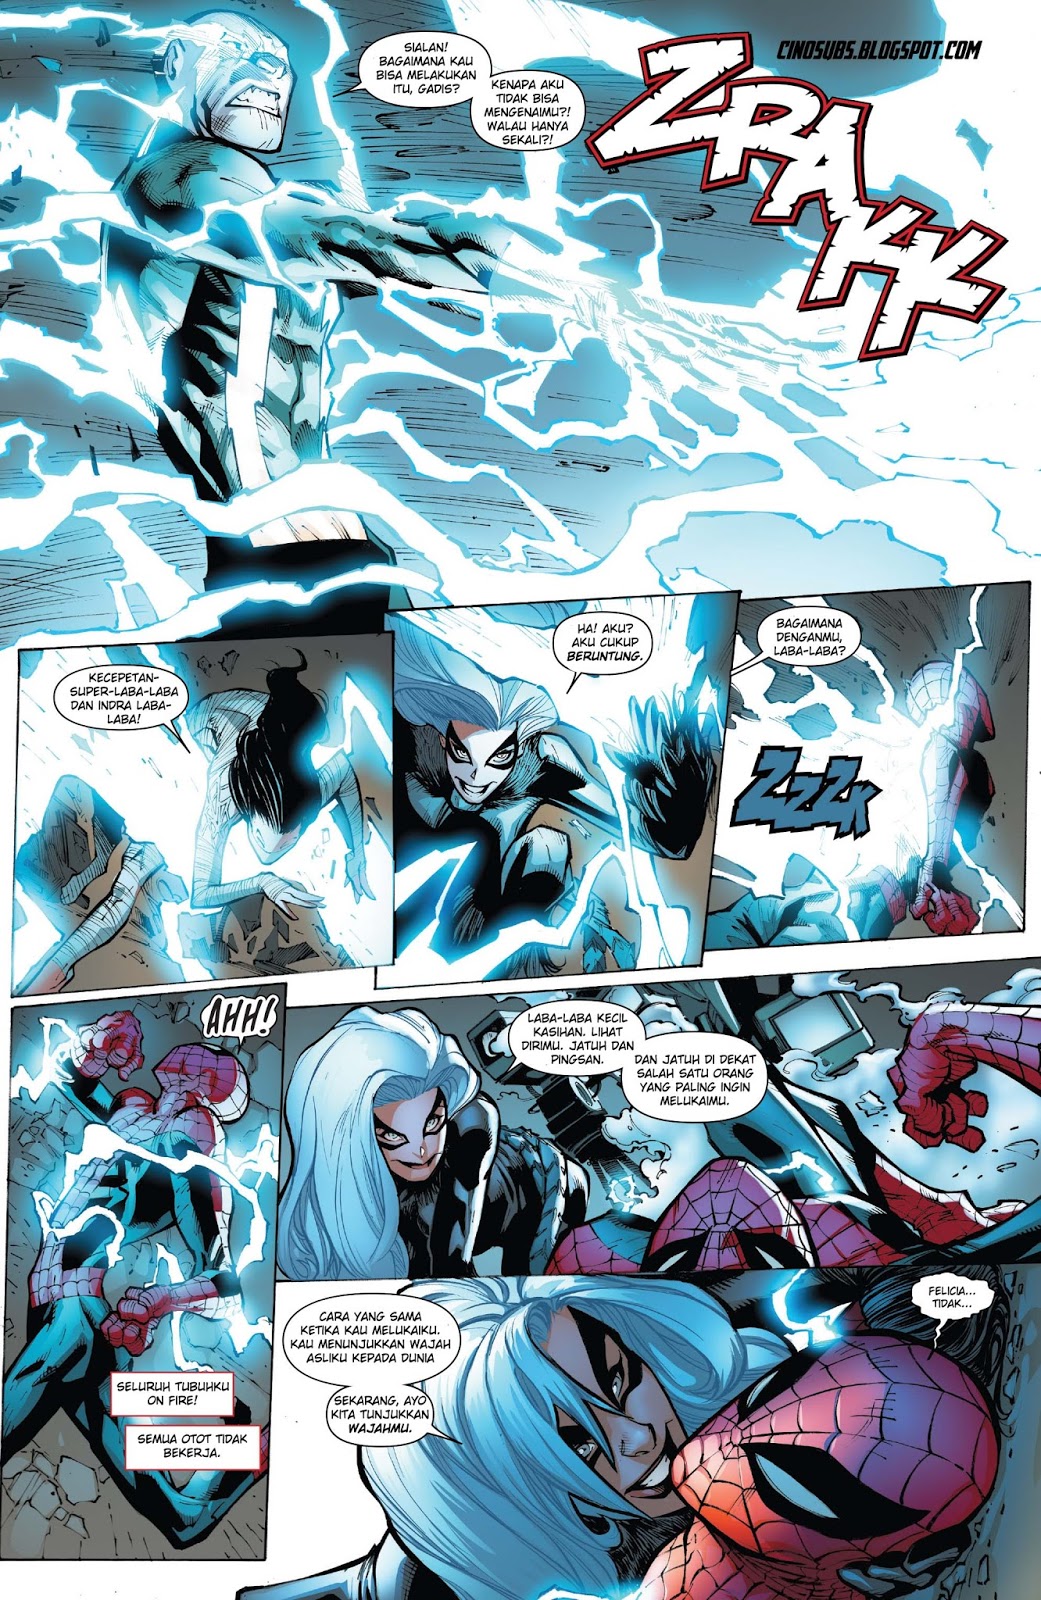 SIALAN!
BAGAIMANA KAU
BISA MELAKUKAN
ITU, GADIS?
KENAPA AKU
TIDAK BISA
MENGENAIMU?!
WALAU HANYA
SEKALI?!
CINOSUBS.BLOGSPOT.COM
ZRAKK
KECEPETAN-
SUPER-LABA-LABA
DAN INDRA LABA-
LABA!
HA! AKU?
AKU CUKUP
BERUNTUNG.
BAGAIMANA
DENGANMU,
LABA-LABA?
ZZZK
AHH!
SELURUH TUBUHKU
ON FIRE!
SEMUA OTOT TIDAK
BEKERJA.
LABA-LABA KECIL
KASIHAN. LIHAT
DIRIMU. JATUH DAN
PINGSAN.
DAN JATUH DI DEKAT
SALAH SATU ORANG
YANG PALING INGIN
MELUKAIMU.
CARA YANG SAMA
KETIKA KAU MELUKAIKU.
KAU MENUNJUKKAN WAJAH
ASLIKU KEPADA DUNIA
SEKARANG, AYO
KITA TUNJUKKAN
WAJAHMU.
FELICIA...
TIDAK...